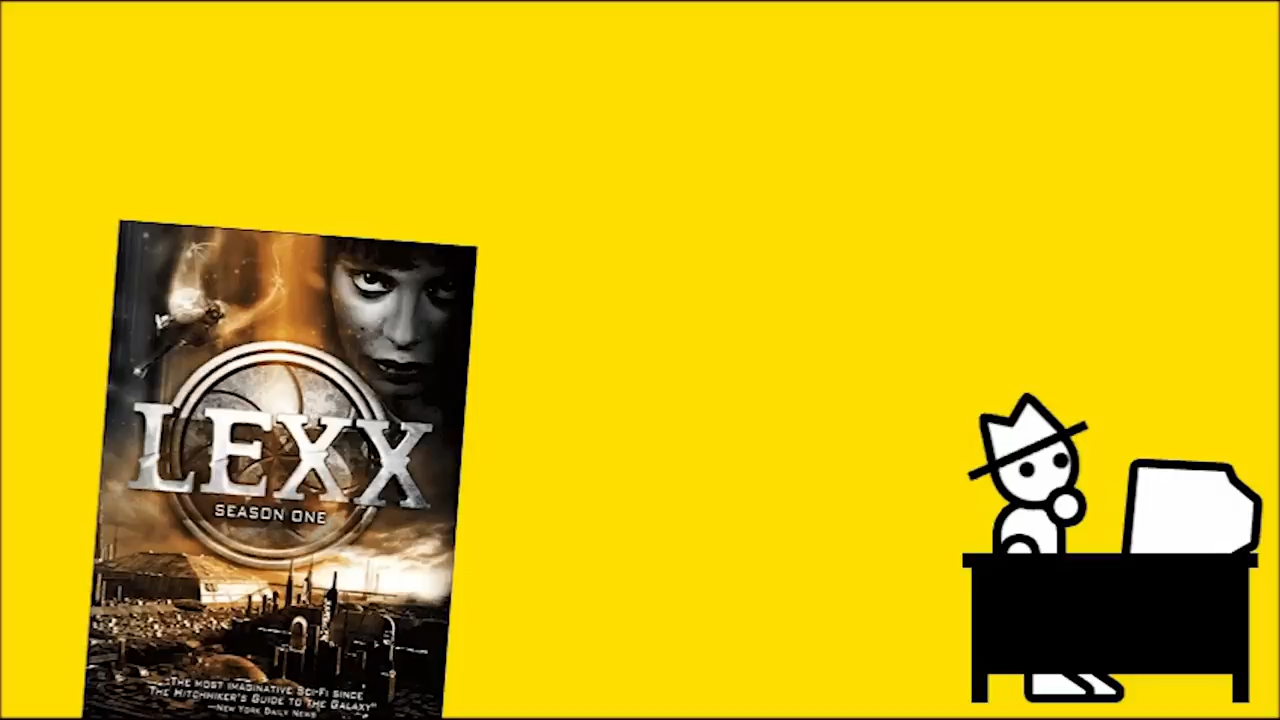 LEXX
SEASON ONE
"THE MOST IMAGINATIVE SCI-FI SINCE
THE HITCHHIKER'S GUIDE TO THE GALAXY"
—NEW YORK DAILY NEWS